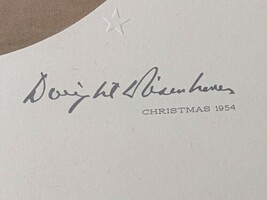 Dwight D Eisenhower
CHRISTMAS 1954